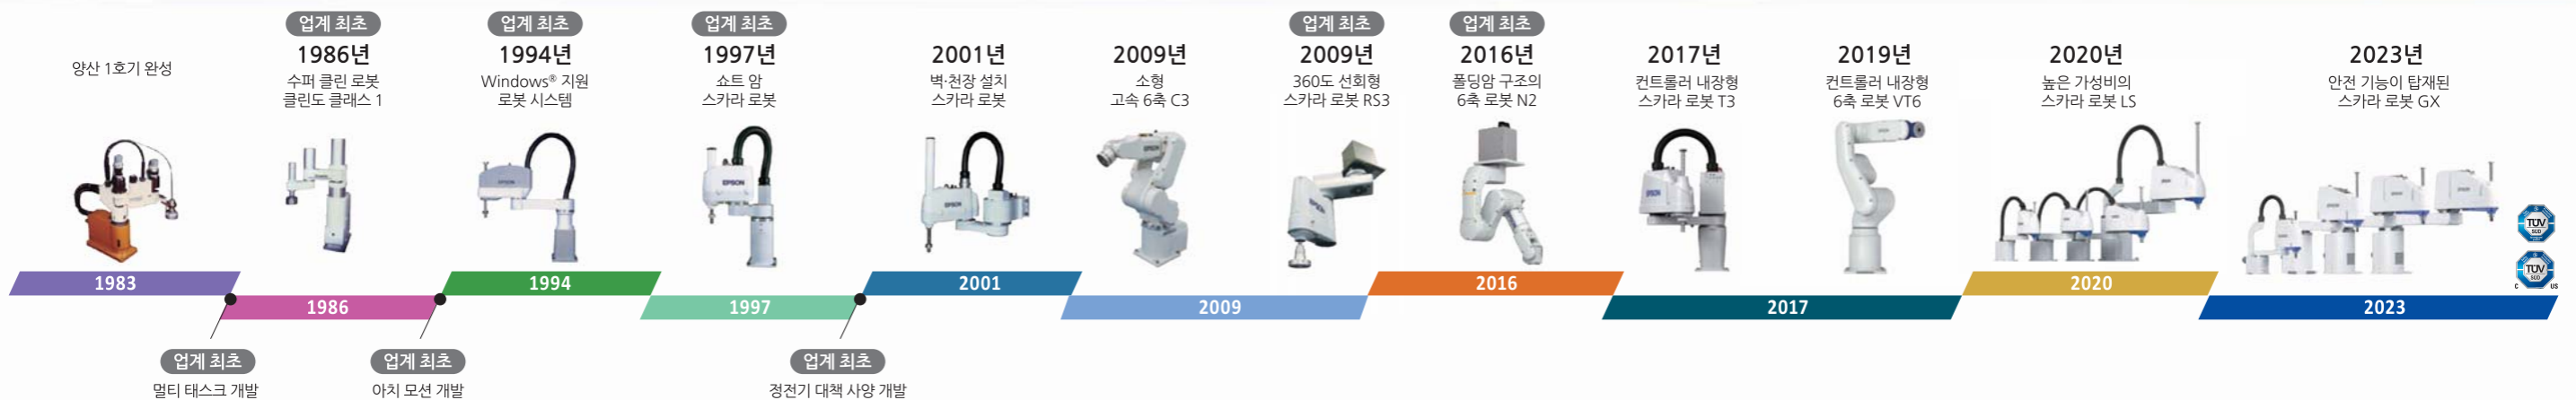 양산 1호기 완성
업계 최초
1986년
수퍼 클린 로봇
클린도 클래스 1
업계 최초
1994년
Windows® 지원
로봇 시스템
업계 최초
1997년
쇼트 암
스카라 로봇
2001년
벽·천장 설치
스카라 로봇
2009년
소형
고속 6축 C3
업계 최초
2009년
360도 선회형
스카라 로봇 RS3
업계 최초
2016년
폴딩암 구조의
6축 로봇 N2
2017년
컨트롤러 내장형
스카라 로봇 T3
2019년
컨트롤러 내장형
6축 로봇 VT6
2020년
높은 가성비의
스카라 로봇 LS
2023년
안전 기능이 탑재된
스카라 로봇 GX
EPSON
EPSON
EPSON
EPSON
EPSON
EPSON
TÜV
SÜD
TÜV
SÜD
C US
1983
1986
1994
1997
2001
2009
2016
2017
2020
2023
업계 최초
멀티 태스크 개발
업계 최초
아치 모션 개발
업계 최초
정전기 대책 사양 개발